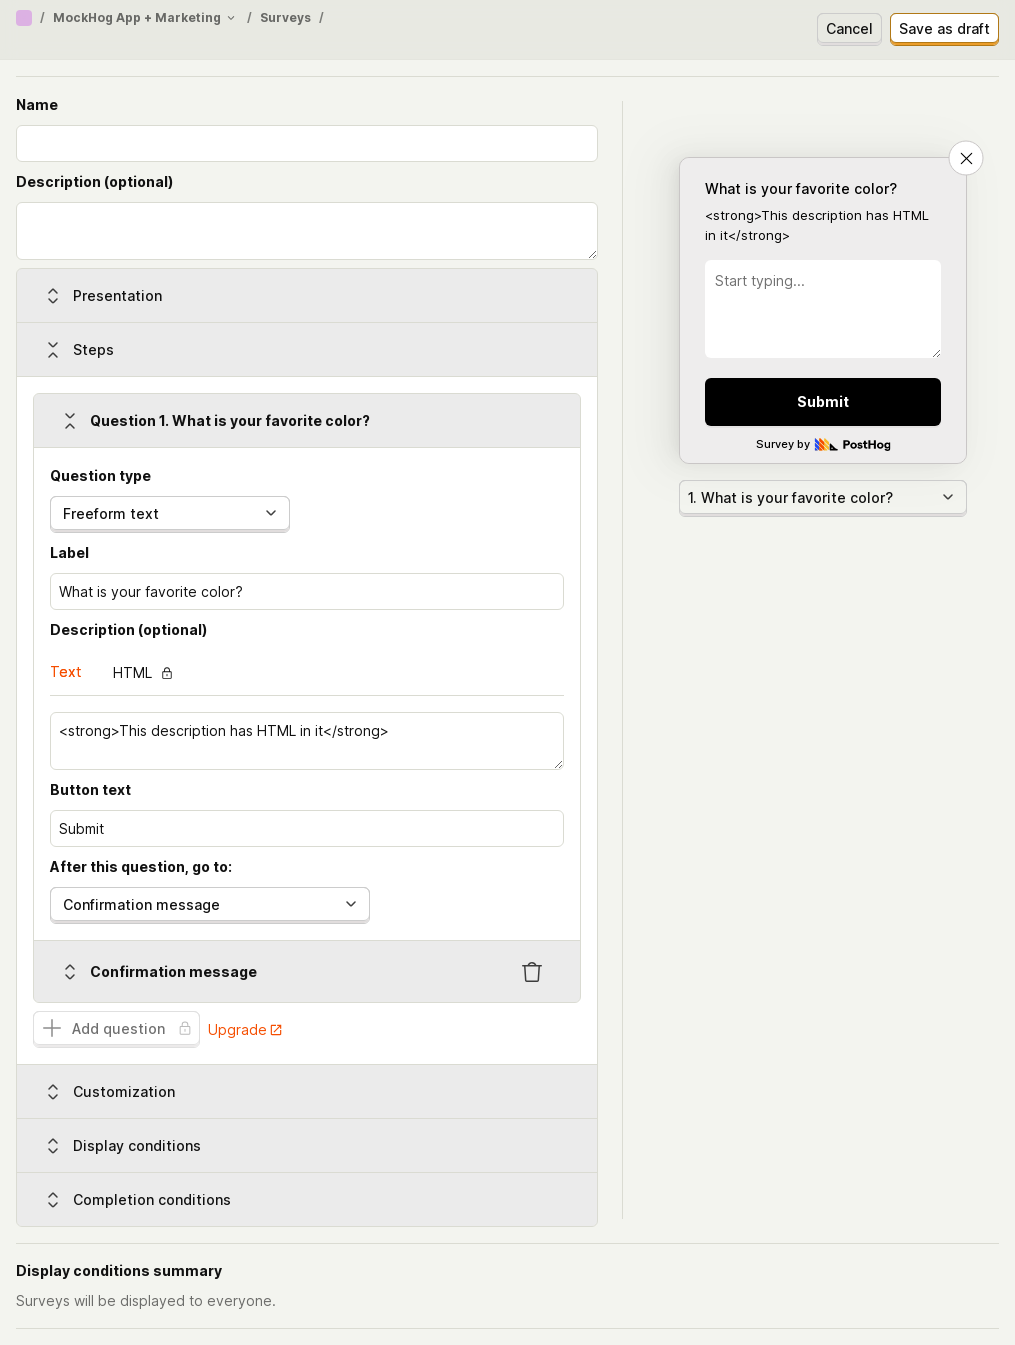 / MockHog App + Marketing / Surveys /
Cancel
Save as draft
Name
Description (optional)
Presentation
Steps
Question 1. What is your favorite color?
Question type
Freeform text
Label
What is your favorite color?
Description (optional)
Text HTML
<strong>This description has HTML in it</strong>
Button text
Submit
After this question, go to:
Confirmation message
Confirmation message
Add question
Upgrade
Customization
Display conditions
Completion conditions
What is your favorite color?
<strong>This description has HTML
in it</strong>
Start typing...
Submit
Survey by PostHog
1. What is your favorite color?
Display conditions summary
Surveys will be displayed to everyone.